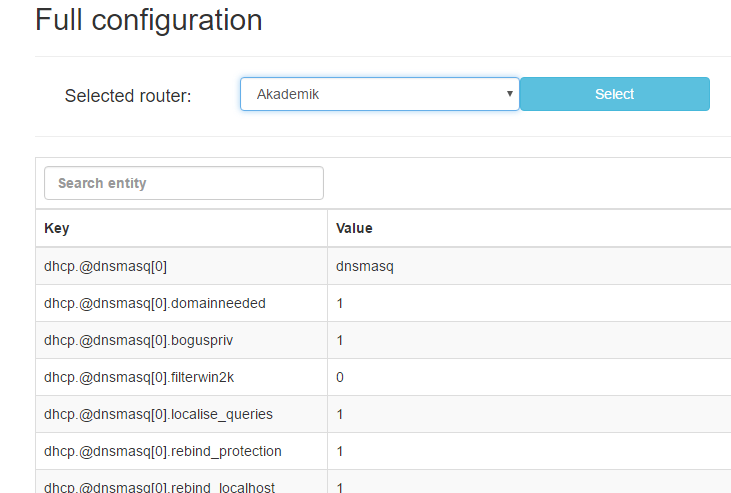 Full configuration
Selected router: Akademik Select
Search entity
Key Value
dhcp.@dnsmasq[0] dnsmasq
dhcp.@dnsmasq[0].domainneeded 1
dhcp.@dnsmasq[0].boguspriv 1
dhcp.@dnsmasq[0].filterwin2k 0
dhcp.@dnsmasq[0].localise_queries 1
dhcp.@dnsmasq[0].rebind_protection 1
dhcp.@dnsmasq[0].rebind_localhost 1